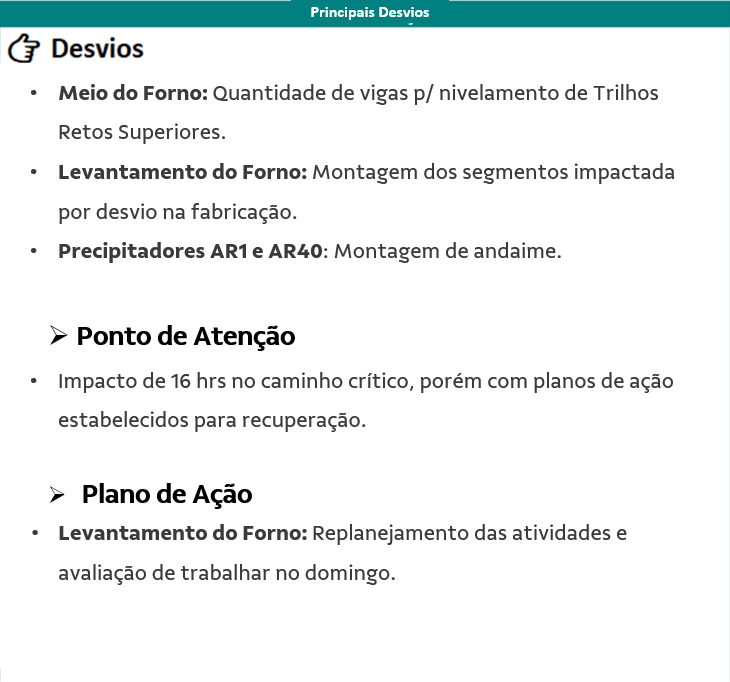 Principais Desvios
Desvios
• Meio do Forno: Quantidade de vigas p/ nivelamento de Trilhos
Retos Superiores.
• Levantamento do Forno: Montagem dos segmentos impactada
por desvio na fabricação.
• Precipitadores AR1 e AR40: Montagem de andaime.
➢ Ponto de Atenção
• Impacto de 16 hrs no caminho crítico, porém com planos de ação
estabelecidos para recuperação.
➢ Plano de Ação
• Levantamento do Forno: Replanejamento das atividades e
avaliação de trabalhar no domingo.